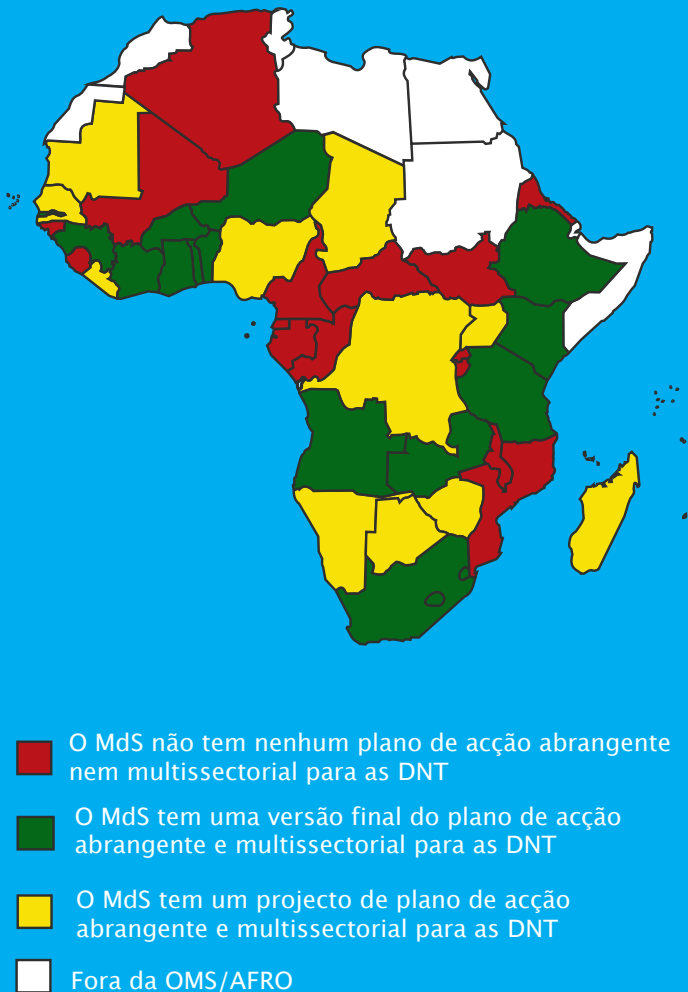 O MdS não tem nenhum plano de acção abrangente
nem multissectorial para as DNT
O MdS tem uma versão final do plano de acção
abrangente e multissectorial para as DNT
O MdS tem um projecto de plano de acção
abrangente e multissectorial para as DNT
Fora da OMS/AFRO